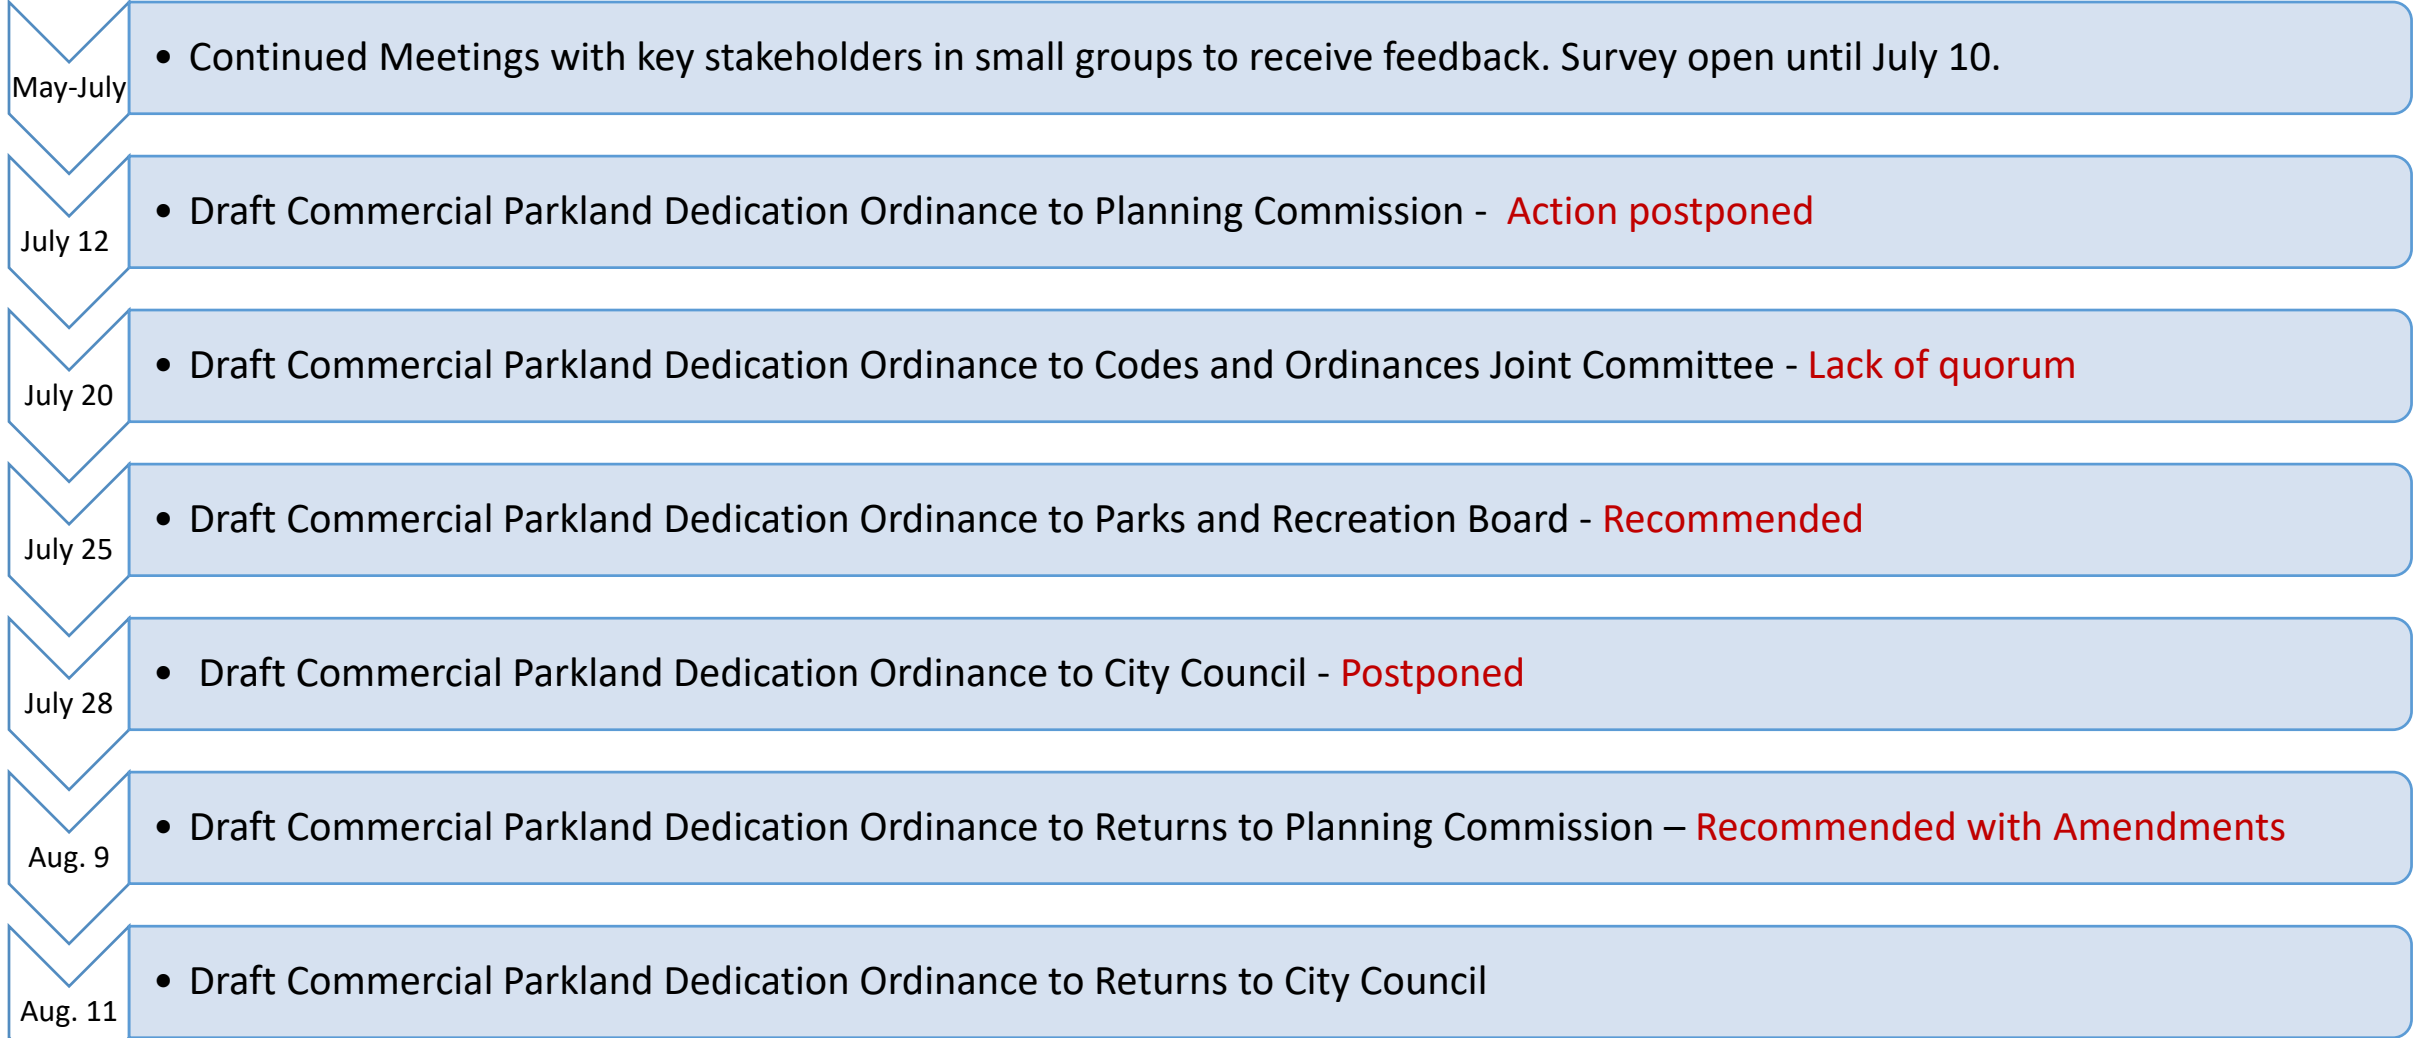 May-July
• Continued Meetings with key stakeholders in small groups to receive feedback. Survey open until July 10.
July 12
• Draft Commercial Parkland Dedication Ordinance to Planning Commission - Action postponed
July 20
• Draft Commercial Parkland Dedication Ordinance to Codes and Ordinances Joint Committee - Lack of quorum
July 25
• Draft Commercial Parkland Dedication Ordinance to Parks and Recreation Board - Recommended
July 28
• Draft Commercial Parkland Dedication Ordinance to City Council - Postponed
Aug. 9
• Draft Commercial Parkland Dedication Ordinance to Returns to Planning Commission – Recommended with Amendments
Aug. 11
• Draft Commercial Parkland Dedication Ordinance to Returns to City Council